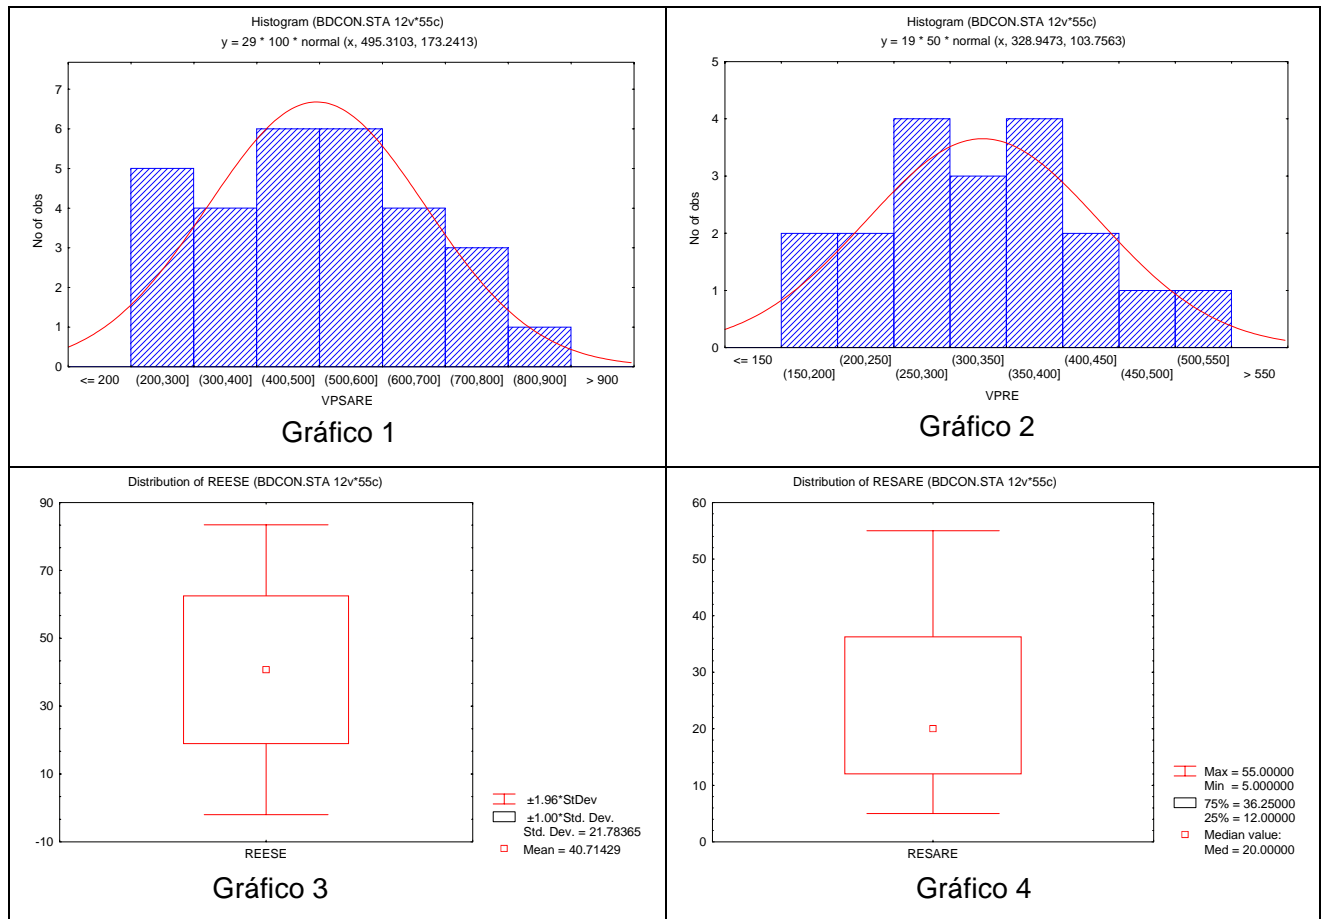 Histogram (BDCON.STA 12v*55c)
y = 29 * 100 * normal (x, 495.3103, 173.2413)
No of obs
7
6
5
4
3
2
1
0
<= 200 (200,300] (300,400] (400,500] (500,600] (600,700] (700,800] (800,900] > 900
VPSARE
Gráfico 1
Histogram (BDCON.STA 12v*55c)
y = 19 * 50 * normal (x, 328.9473, 103.7563)
No of obs
5
4
3
2
1
0
<= 150 (200,250] (300,350] (400,450] (500,550]
(150,200] (250,300] (350,400] (450,500] > 550
VPRE
Gráfico 2
Distribution of REESE (BDCON.STA 12v*55c)
90
70
50
30
10
-10
REESE
±1.96*StDev
±1.00*Std. Dev.
Std. Dev. = 21.78365
Mean = 40.71429
Gráfico 3
Distribution of RESARE (BDCON.STA 12v*55c)
60
50
40
30
20
10
0
RESARE
Max = 55.00000
Min = 5.000000
75% = 36.25000
25% = 12.00000
Median value:
Med = 20.00000
Gráfico 4